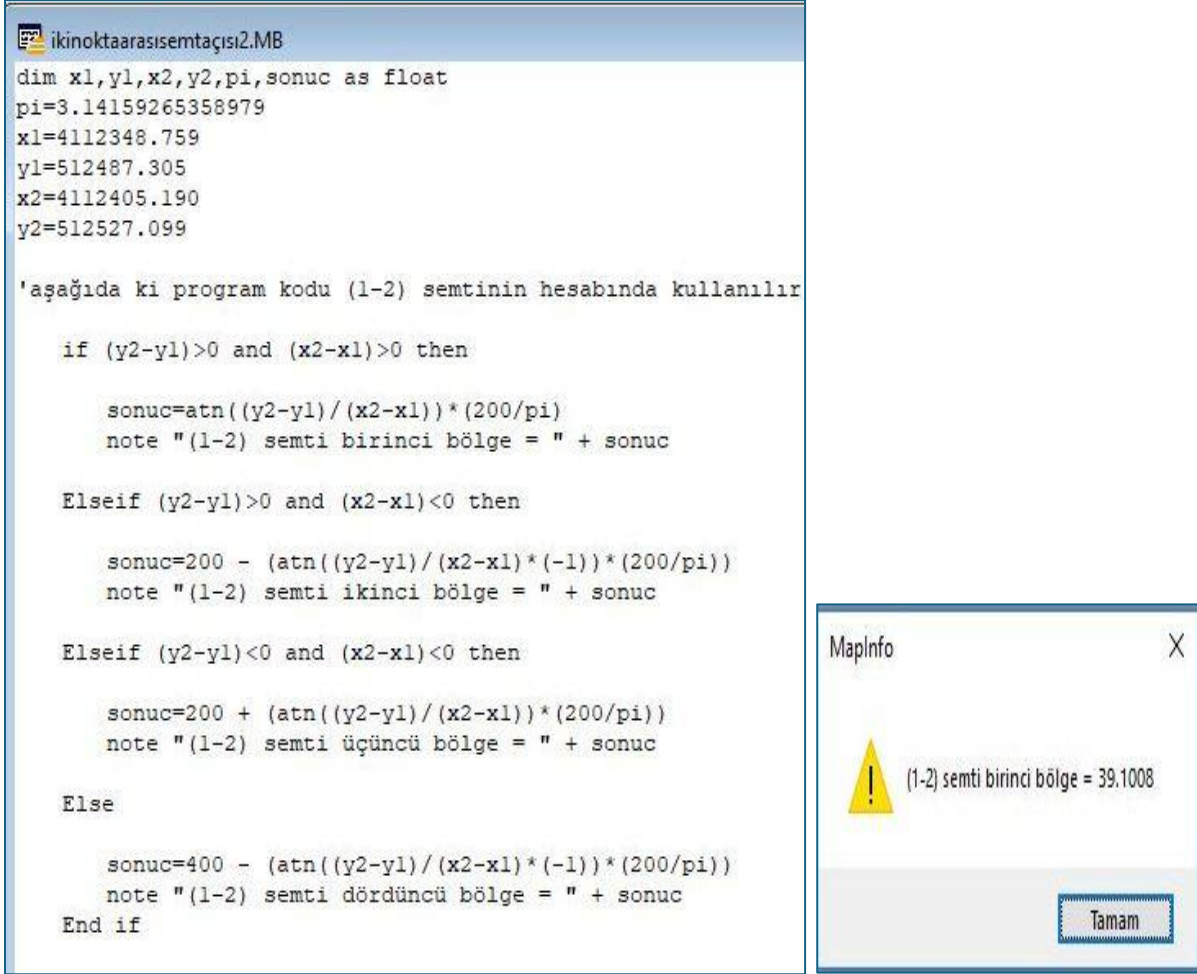 ikinoktaarasısemtaçısı2.MB
dim x1,y1,x2,y2,pi,sonuc as float
pi=3.14159265358979
x1=4112348.759
y1=512487.305
x2=4112405.190
y2=512527.099
'aşağıda ki program kodu (1-2) semtinin hesabında kullanılır
if (y2-y1)>0 and (x2-x1)>0 then
sonuc=atn((y2-y1)/(x2-x1))*(200/pi)
note "(1-2) semti birinci bölge = " + sonuc
Elseif (y2-y1)>0 and (x2-x1)<0 then
sonuc=200 - (atn((y2-y1)/(x2-x1)*(-1))*(200/pi))
note "(1-2) semti ikinci bölge = " + sonuc
Elseif (y2-y1)<0 and (x2-x1)<0 then
sonuc=200 + (atn((y2-y1)/(x2-x1))*(200/pi))
note "(1-2) semti üçüncü bölge = " + sonuc
Else
sonuc=400 - (atn((y2-y1)/(x2-x1)*(-1))*(200/pi))
note "(1-2) semti dördüncü bölge = " + sonuc
End if
MapInfo X
(1-2) semti birinci bölge = 39.1008
Tamam